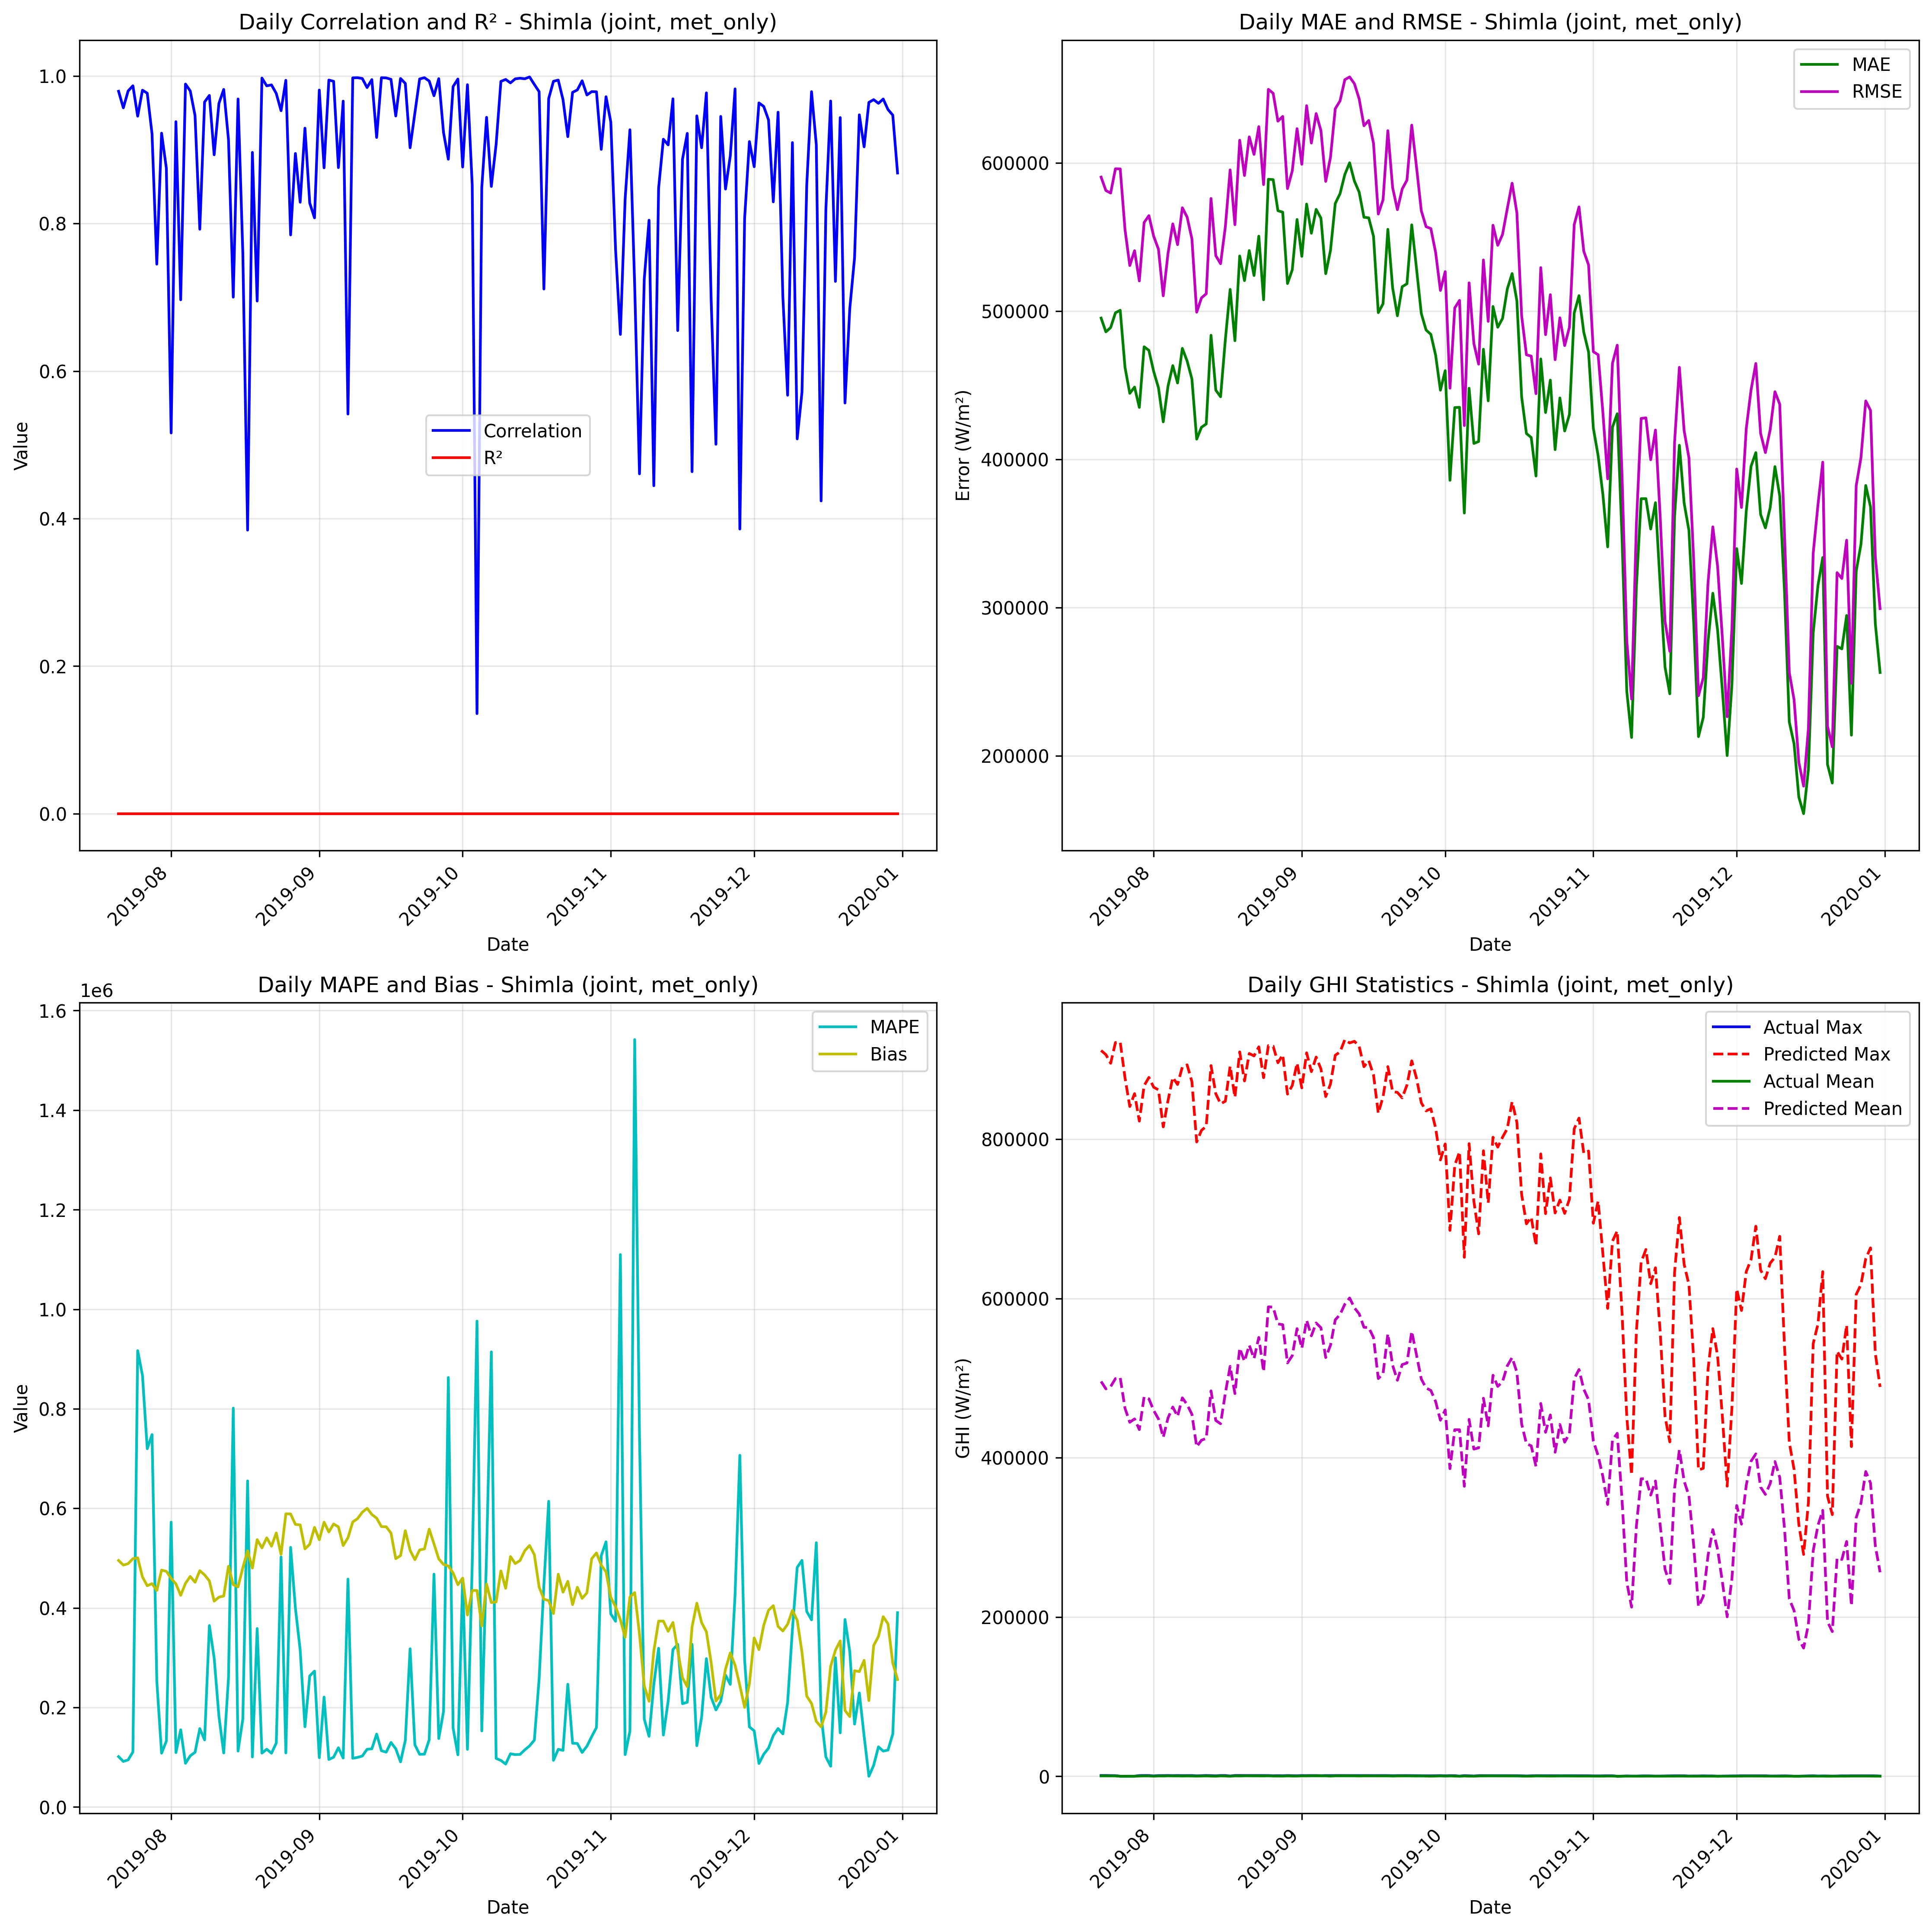 Daily Correlation and R² - Shimla (joint, met_only)
Value
1.0
0.8
0.6
0.4
0.2
0.0
Correlation
R²
2019-08
2019-09
2019-10
2019-11
2019-12
2020-01
Date
Daily MAE and RMSE - Shimla (joint, met_only)
Error (W/m²)
600000
500000
400000
300000
200000
MAE
RMSE
2019-08
2019-09
2019-10
2019-11
2019-12
2020-01
Date
Daily MAPE and Bias - Shimla (joint, met_only)
1e6
Value
1.6
1.4
1.2
1.0
0.8
0.6
0.4
0.2
0.0
MAPE
Bias
2019-08
2019-09
2019-10
2019-11
2019-12
2020-01
Date
Daily GHI Statistics - Shimla (joint, met_only)
GHI (W/m²)
800000
600000
400000
200000
0
Actual Max
Predicted Max
Actual Mean
Predicted Mean
2019-08
2019-09
2019-10
2019-11
2019-12
2020-01
Date